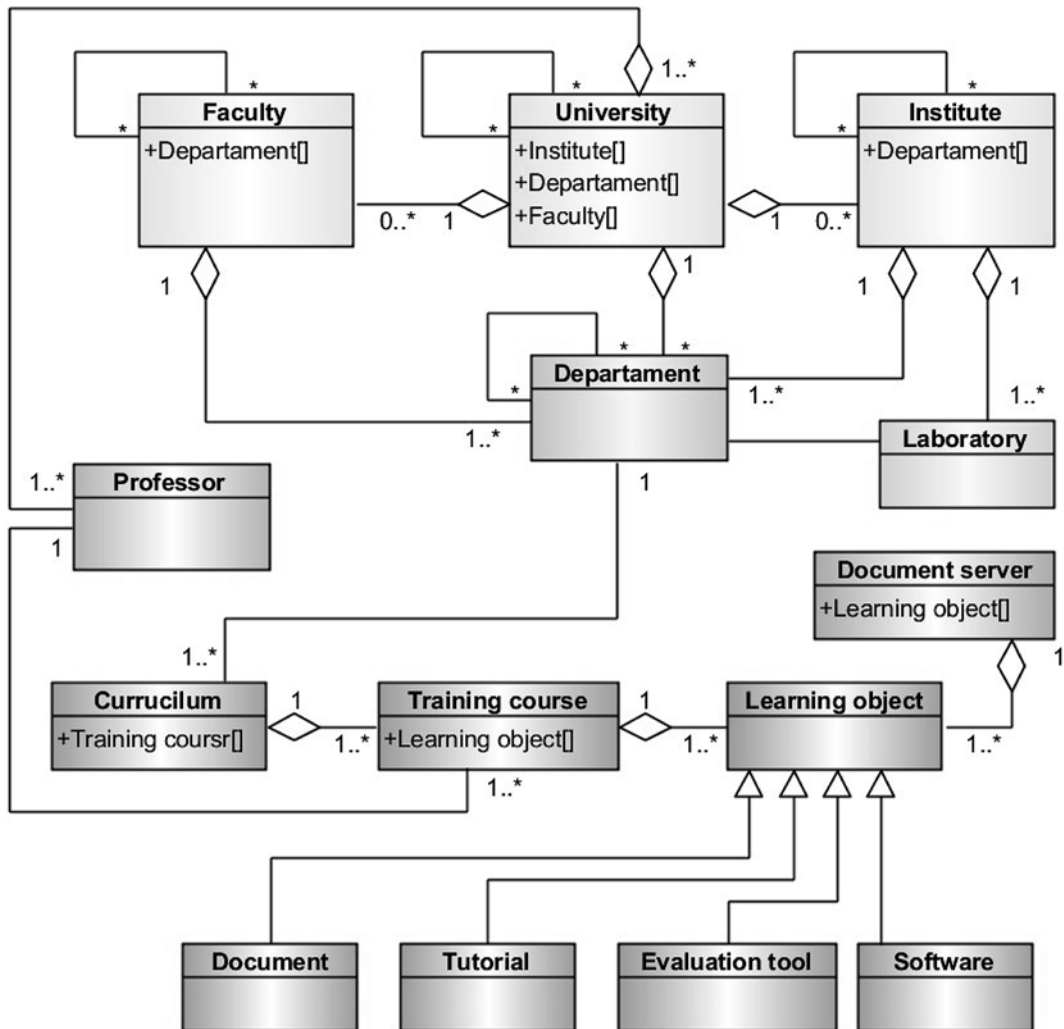 1..*
* * *
* Faculty * University * Institute
+Departament[] +Institute[] +Departament[]
+Departament[]
0..* 1 +Faculty[] 1 0..*
1 1 1 1
* *
* Departament 1..* 1..*
1..* Laboratory
1..* Professor 1
1 Document server
+Learning object[]
1..* 1
Currucilum 1 Training course 1 Learning object
+Training coursr[] 1..* +Learning object[] 1..* 1..*
1..*
Document Tutorial Evaluation tool Software